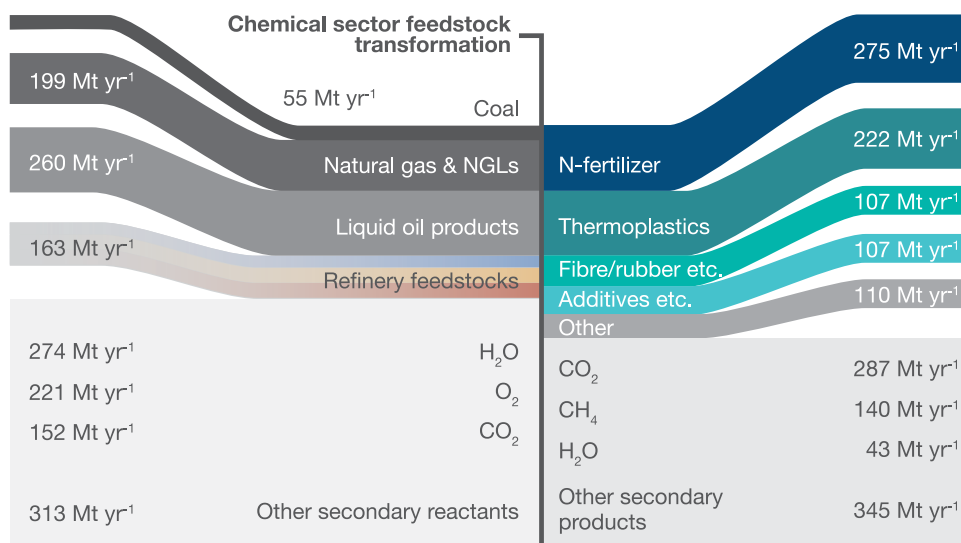 Chemical sector feedstock
transformation
55 Mt yr⁻¹
Coal
199 Mt yr⁻¹
Natural gas & NGLs
260 Mt yr⁻¹
Liquid oil products
163 Mt yr⁻¹
Refinery feedstocks
274 Mt yr⁻¹
H₂O
221 Mt yr⁻¹
O₂
152 Mt yr⁻¹
CO₂
313 Mt yr⁻¹
Other secondary reactants
N-fertilizer
275 Mt yr⁻¹
Thermoplastics
222 Mt yr⁻¹
Fibre/rubber etc.
107 Mt yr⁻¹
Additives etc.
107 Mt yr⁻¹
Other
110 Mt yr⁻¹
CO₂
287 Mt yr⁻¹
CH₄
140 Mt yr⁻¹
H₂O
43 Mt yr⁻¹
Other secondary
products
345 Mt yr⁻¹